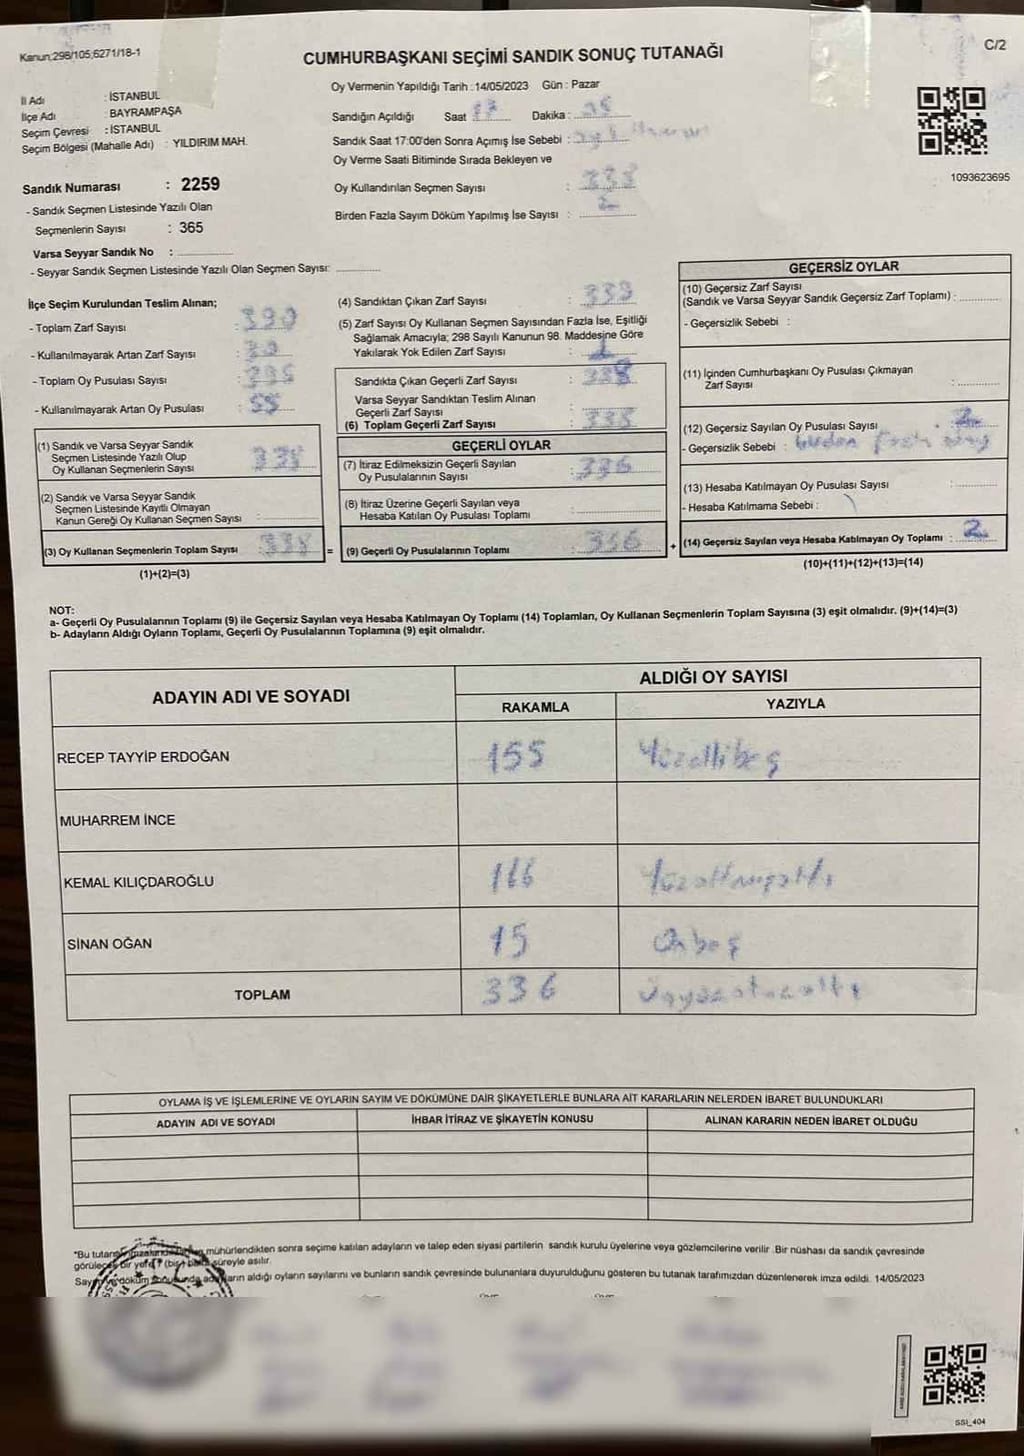 Kanun:298/105,6271/18-1
CUMHURBAŞKANI SEÇİMİ SANDIK SONUÇ TUTANAĞI
C/2
İl Adı : İSTANBUL
İlçe Adı : BAYRAMPAŞA
Seçim Çevresi : İSTANBUL
Seçim Bölgesi (Mahalle Adı) : YILDIRIM MAH.
Sandık Numarası : 2259
- Sandık Seçmen Listesinde Yazılı Olan
Seçmenlerin Sayısı : 365
Varsa Seyyar Sandık No :
- Seyyar Sandık Seçmen Listesinde Yazılı Olan Seçmen Sayısı:
Oy Vermenin Yapıldığı Tarih : 14/05/2023 Gün : Pazar
Sandığın Açıldığı Saat 17 Dakika :
Sandık Saat 17:00'den Sonra Açımış İse Sebebi :
Oy Verme Saati Bitiminde Sırada Bekleyen ve
Oy Kullandırılan Seçmen Sayısı : 338
Birden Fazla Sayım Döküm Yapılmış İse Sayısı : 2
1093623695
İlçe Seçim Kurulundan Teslim Alınan;
- Toplam Zarf Sayısı : 390
- Kullanılmayarak Artan Zarf Sayısı :
- Toplam Oy Pusulası Sayısı :
- Kullanılmayarak Artan Oy Pusulası : 55
(1) Sandık ve Varsa Seyyar Sandık
Seçmen Listesinde Yazılı Olup
Oy Kullanan Seçmenlerin Sayısı : 338
(2) Sandık ve Varsa Seyyar Sandık
Seçmen Listesinde Kayıtlı Olmayan
Kanun Gereği Oy Kullanan Seçmen Sayısı :
(3) Oy Kullanan Seçmenlerin Toplam Sayısı : 338 =
(1)+(2)=(3)
(4) Sandıktan Çıkan Zarf Sayısı : 339
(5) Zarf Sayısı Oy Kullanan Seçmen Sayısından Fazla İse, Eşitliği
Sağlamak Amacıyla; 298 Sayılı Kanunun 98. Maddesine Göre
Yakılarak Yok Edilen Zarf Sayısı : 1
Sandıkta Çıkan Geçerli Zarf Sayısı : 338
Varsa Seyyar Sandıktan Teslim Alınan
Geçerli Zarf Sayısı :
(6) Toplam Geçerli Zarf Sayısı : 338
GEÇERLİ OYLAR
(7) İtiraz Edilmeksizin Geçerli Sayılan
Oy Pusulalarının Sayısı : 336
(8) İtiraz Üzerine Geçerli Sayılan veya
Hesaba Katılan Oy Pusulası Toplamı :
(9) Geçerli Oy Pusulalarının Toplamı : 336 +
GEÇERSİZ OYLAR
(10) Geçersiz Zarf Sayısı
(Sandık ve Varsa Seyyar Sandık Geçersiz Zarf Toplamı) :
- Geçersizlik Sebebi :
(11) İçinden Cumhurbaşkanı Oy Pusulası Çıkmayan
Zarf Sayısı :
(12) Geçersiz Sayılan Oy Pusulası Sayısı : 2
- Geçersizlik Sebebi :
(13) Hesaba Katılmayan Oy Pusulası Sayısı :
- Hesaba Katılmama Sebebi :
(14) Geçersiz Sayılan veya Hesaba Katılmayan Oy Toplamı : 2
(10)+(11)+(12)+(13)=(14)
NOT:
a- Geçerli Oy Pusulalarının Toplamı (9) ile Geçersiz Sayılan veya Hesaba Katılmayan Oy Toplamı (14) Toplamları, Oy Kullanan Seçmenlerin Toplam Sayısına (3) eşit olmalıdır. (9)+(14)=(3)
b- Adayların Aldığı Oyların Toplamı, Geçerli Oy Pusulalarının Toplamına (9) eşit olmalıdır.
ADAYIN ADI VE SOYADI
ALDIĞI OY SAYISI
RAKAMLA YAZIYLA
RECEP TAYYİP ERDOĞAN 155 Yüzellibeş
MUHARREM İNCE
KEMAL KILIÇDAROĞLU 166 Yüzaltmışaltı
SİNAN OĞAN 15 Onbeş
TOPLAM 336 üçyüzotuzaltı
OYLAMA İŞ VE İŞLEMLERİNE VE OYLARIN SAYIM VE DÖKÜMÜNE DAİR ŞİKAYETLERLE BUNLARA AİT KARARLARIN NELERDEN İBARET BULUNDUKLARI
ADAYIN ADI VE SOYADI İHBAR İTİRAZ VE ŞİKAYETİN KONUSU ALINAN KARARIN NEDEN İBARET OLDUĞU
*Bu tutanak imzalandıktan mühürlendikten sonra seçime katılan adayların ve talep eden siyasi partilerin sandık kurulu üyelerine veya gözlemcilerine verilir .Bir nüshası da sandık çevresinde
görülecek bir yere 7 (bir) hafta süreyle asılır.
Sayım ve döküm sonucunda adayların aldığı oyların sayılarını ve bunların sandık çevresinde bulunanlara duyurulduğunu gösteren bu tutanak tarafımızdan düzenlenerek imza edildi. 14/05/2023
SSI_404